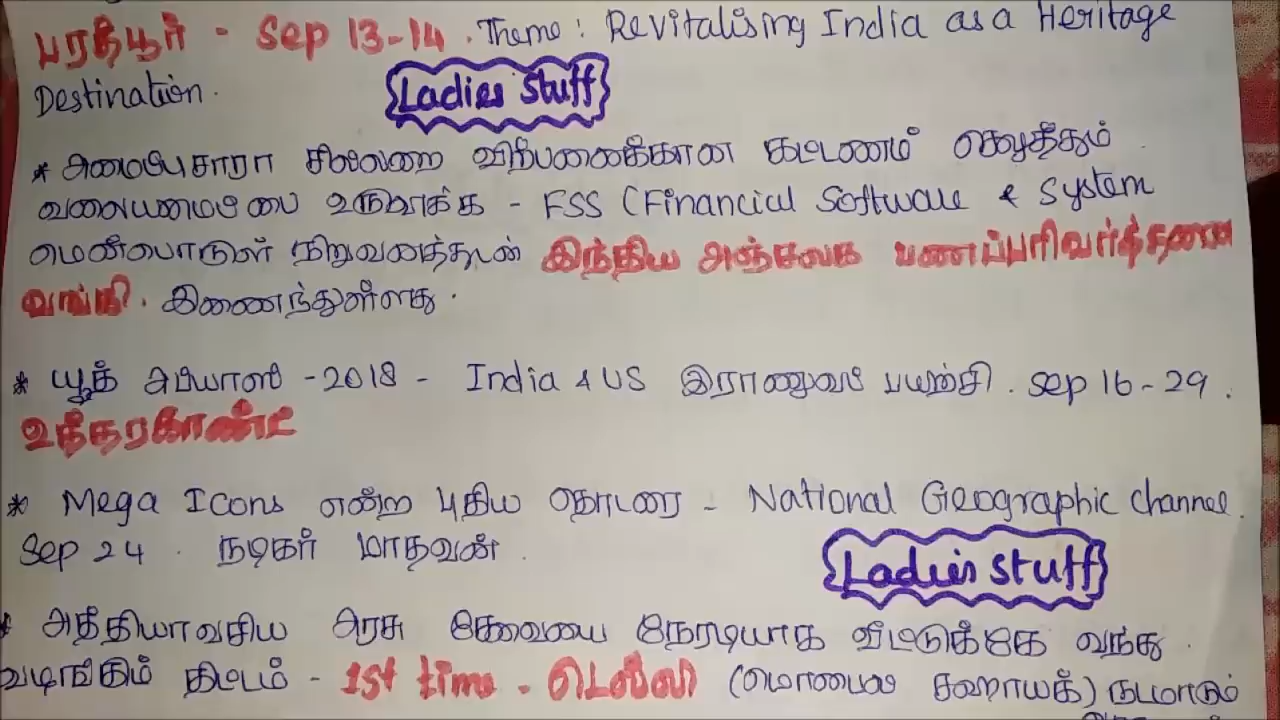 பரத்பூர் - Sep 13-14. Theme: Revitalising India as a Heritage
Destination.
Ladies Stuff
* அமைப்புசாரா சில்லறை விற்பனைக்கான கட்டணம் செலுத்தும்
வலையமைப்பை உருவாக்க - FSS (Financial Software & System
மென்பொருள் நிறுவனத்துடன் இந்திய அஞ்சலக பணப்பரிவர்த்தனை
வங்கி. இணைந்துள்ளது.
* யூத் அபியாஸ் -2018- India & US இராணுவப் பயிற்சி. Sep 16-29.
உத்தரகாண்ட்
* Mega Icons என்ற புதிய தொடரை - National Geographic Channel.
Sep 24. நடிகர் மாதவன்.
Ladies Stuff
* அத்தியாவசிய அரசு சேவையை நேரடியாக வீட்டுக்கே வந்து
வழங்கும் திட்டம் - 1st time - டெல்லி (மொபைல் சஹாயக்) நடமாடும்